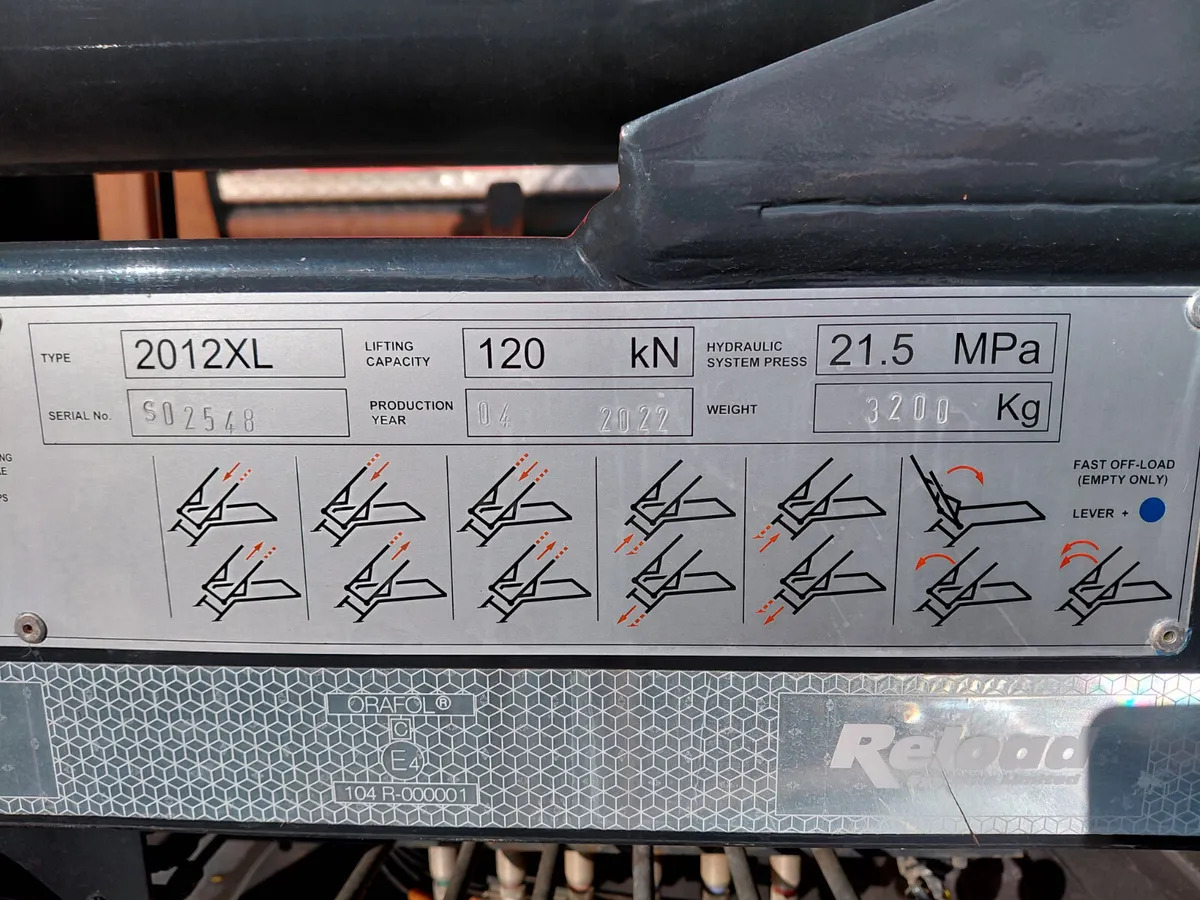 TYPE 2012XL LIFTING CAPACITY 120 kN HYDRAULIC SYSTEM PRESS 21.5 MPa
SERIAL No. S02548 PRODUCTION YEAR 04 2022 WEIGHT 3200 Kg
FAST OFF-LOAD
(EMPTY ONLY)
LEVER +
ORAFOL®
C
E4
104 R-000001
Reload